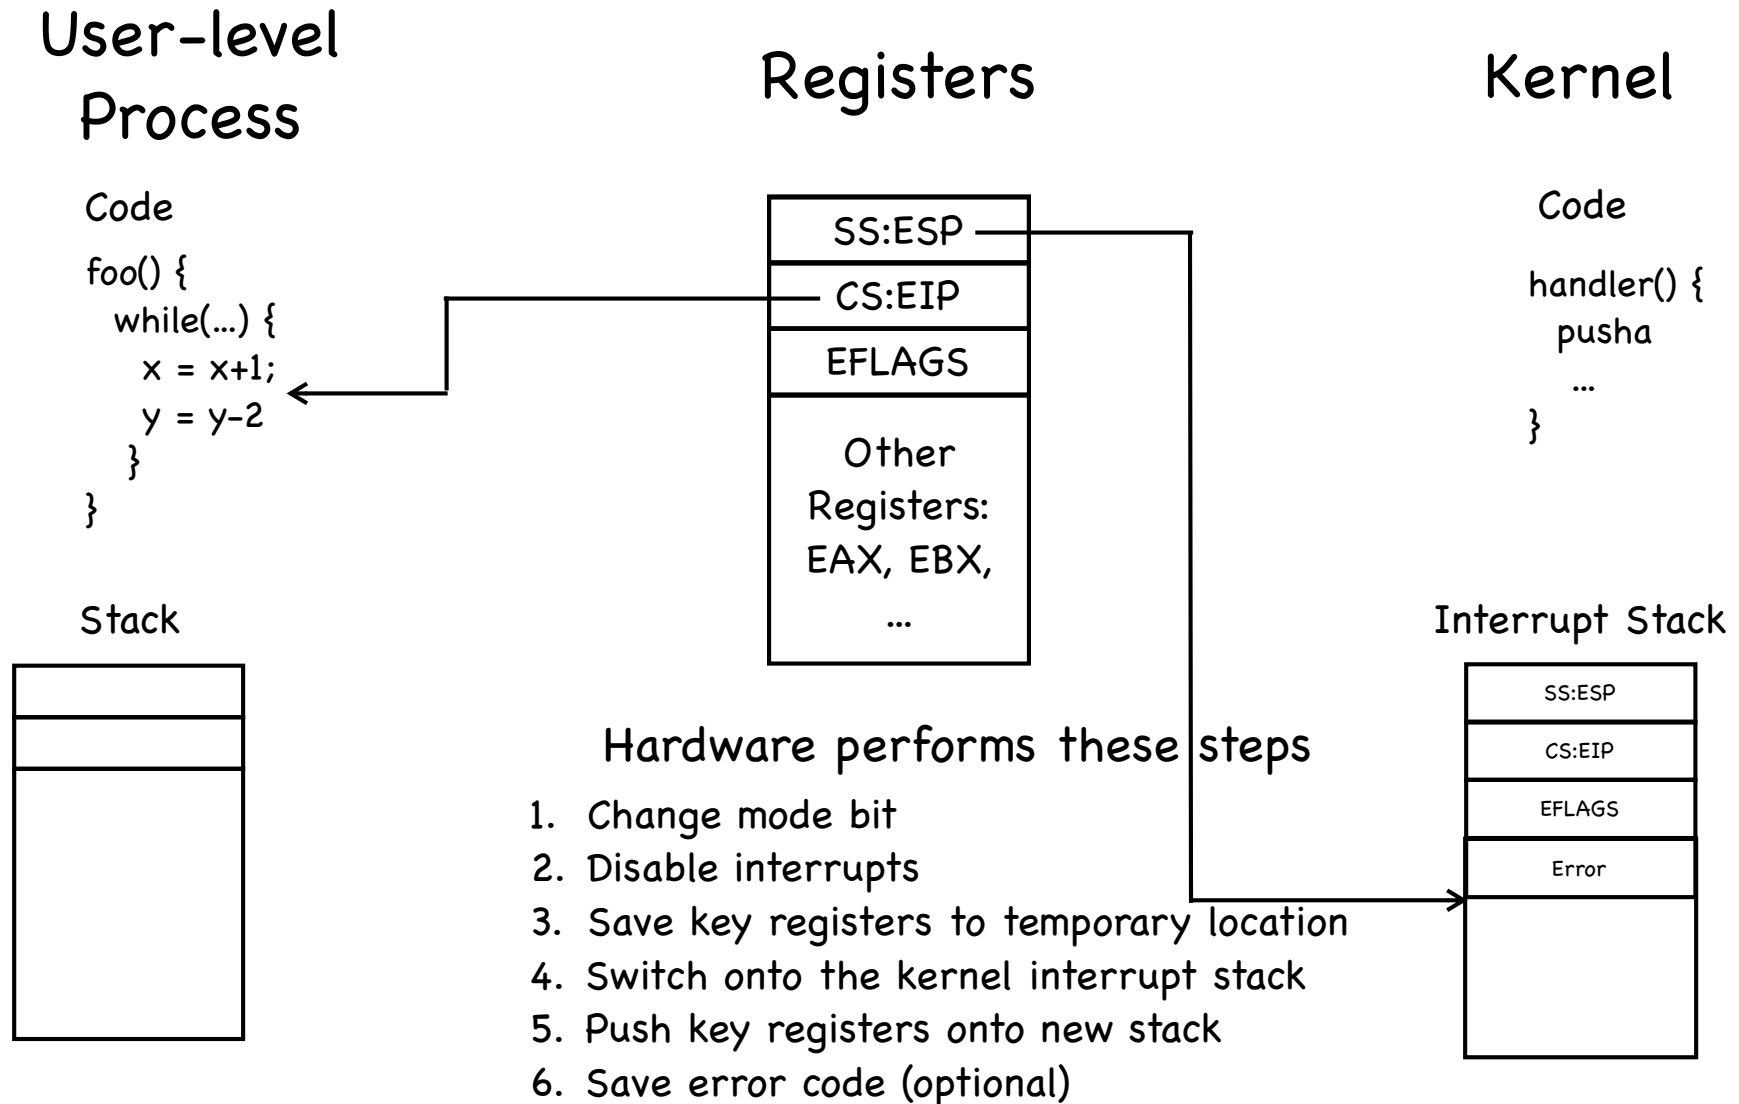 User-level
Process
Registers
Kernel
Code
foo() {
while(...) {
x = x+1;
y = y-2
}
}
Stack
SS:ESP
CS:EIP
EFLAGS
Other
Registers:
EAX, EBX,
...
Code
handler() {
pusha
...
}
Interrupt Stack
SS:ESP
CS:EIP
EFLAGS
Error
Hardware performs these steps
1. Change mode bit
2. Disable interrupts
3. Save key registers to temporary location
4. Switch onto the kernel interrupt stack
5. Push key registers onto new stack
6. Save error code (optional)